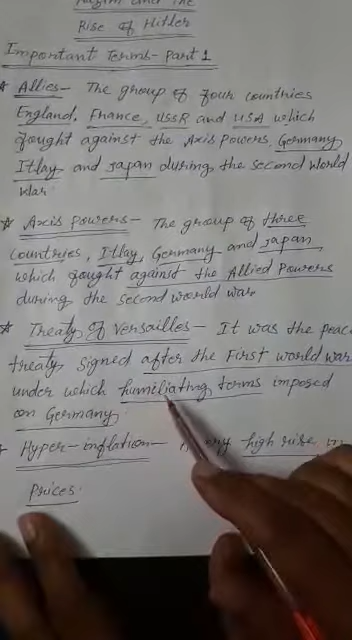 Nazism and the
Rise of Hitler
Important Terms- Part 1
* Allies- The group of four countries
England, France, USSR and USA which
fought against the Axis Powers, Germany
Itlay and Japan during the second World
War.
* Axis Powers- The group of three
countries, Itlay, Germany and Japan
which fought against the Allied Powers
during the second world war.
* Treaty of Versailles- It was the peace
treaty signed after the First world war
under which humiliating terms imposed
on Germany.
Hyper-inflation- high rise in
Prices.